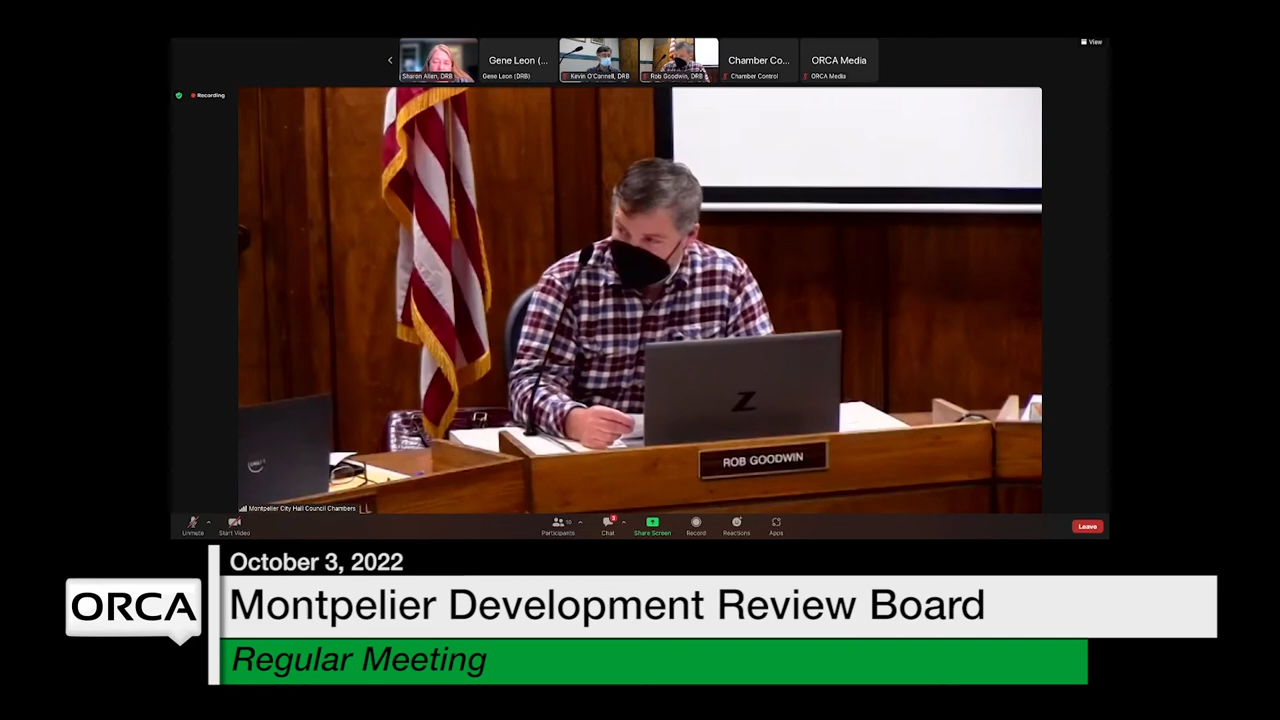 View
Gene Leon (...
Chamber Co...
ORCA Media
Sharon Allen, DRB
Gene Leon (DRB)
Kevin O'Connell, DRB
Rob Goodwin, DRB
Chamber Control
ORCA Media
Recording
Z
DELL
ROB GOODWIN
Montpelier City Hall Council Chambers
Unmute
Start Video
Participants
10
Chat
Share Screen
Record
Reactions
Apps
Leave
October 3, 2022
ORCA
Montpelier Development Review Board
Regular Meeting